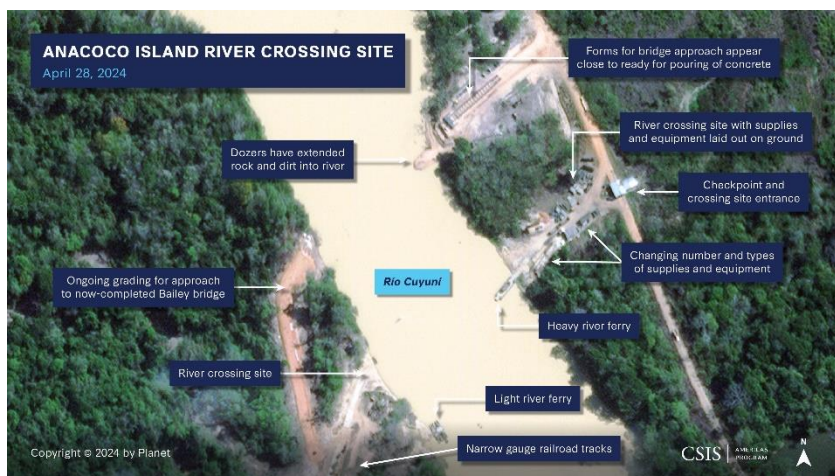 ANACOCO ISLAND RIVER CROSSING SITE
April 28, 2024
Forms for bridge approach appear
close to ready for pouring of concrete
River crossing site with supplies
and equipment laid out on ground
Dozers have extended
rock and dirt into river
Checkpoint and
crossing site entrance
Changing number and types
of supplies and equipment
Ongoing grading for approach
to now-completed Bailey bridge
Río Cuyuní
Heavy river ferry
River crossing site
Light river ferry
Narrow gauge railroad tracks
Copyright © 2024 by Planet
CSIS | AMERICAS
PROGRAM
N